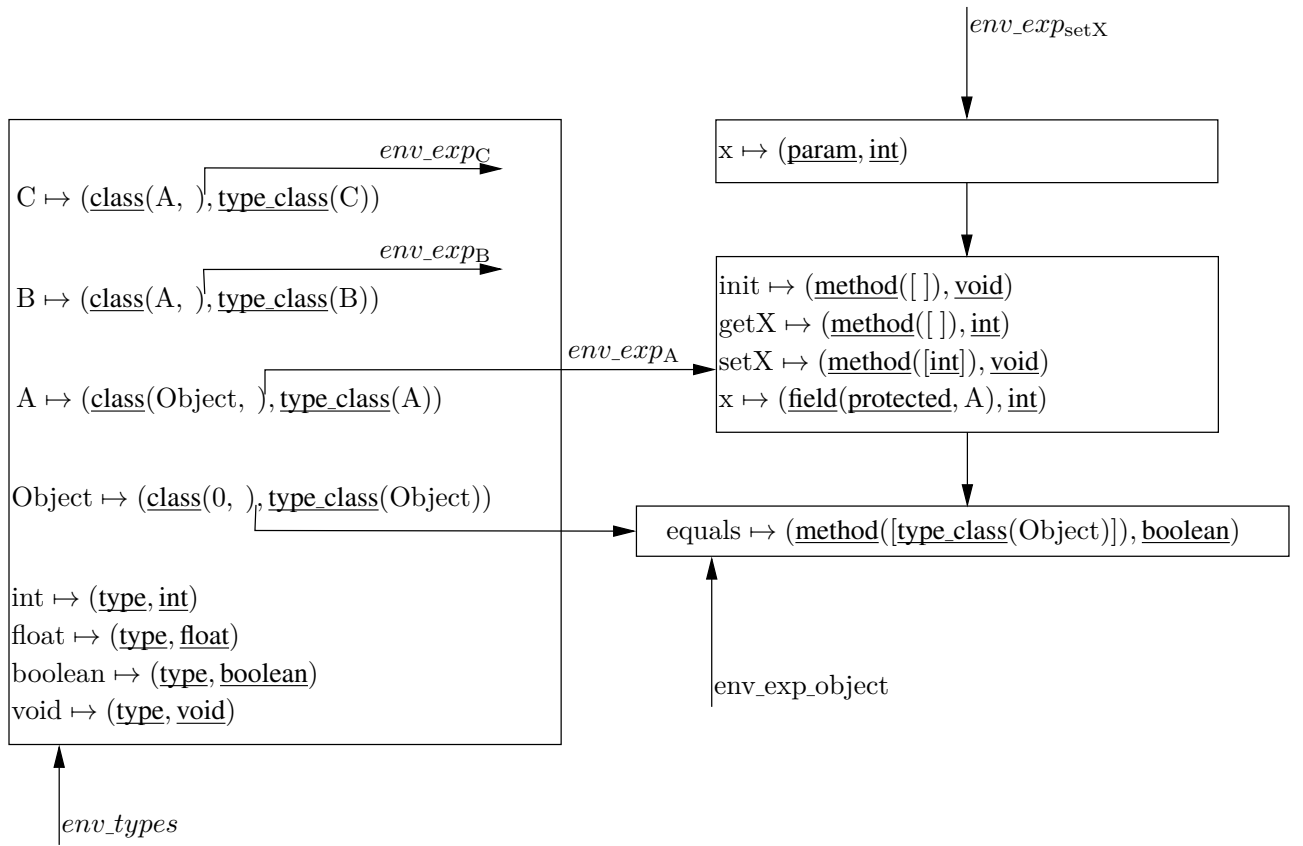 env_exp_setX
x ↦ (param, int)
env_exp_C
C ↦ (class(A, ), type_class(C))
env_exp_B
B ↦ (class(A, ), type_class(B))
init ↦ (method([ ]), void)
getX ↦ (method([ ]), int)
setX ↦ (method([int]), void)
x ↦ (field(protected, A), int)
env_exp_A
A ↦ (class(Object, ), type_class(A))
Object ↦ (class(0, ), type_class(Object))
equals ↦ (method([type_class(Object)]), boolean)
int ↦ (type, int)
float ↦ (type, float)
boolean ↦ (type, boolean)
void ↦ (type, void)
env_exp_object
env_types